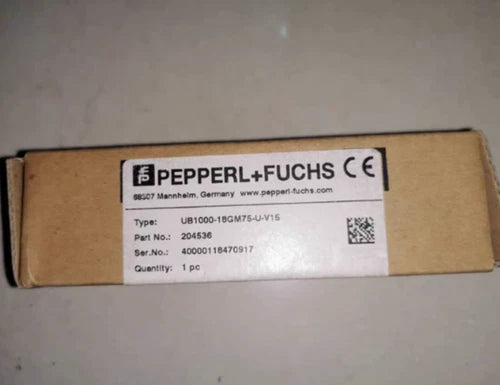 PEPPERL+FUCHS CE
68307 Mannheim, Germany www.pepperl-fuchs.com
Type: UB1000-18GM75-U-V15
Part No.: 204536
Ser.No.: 40000118470917
Quantity: 1 pc